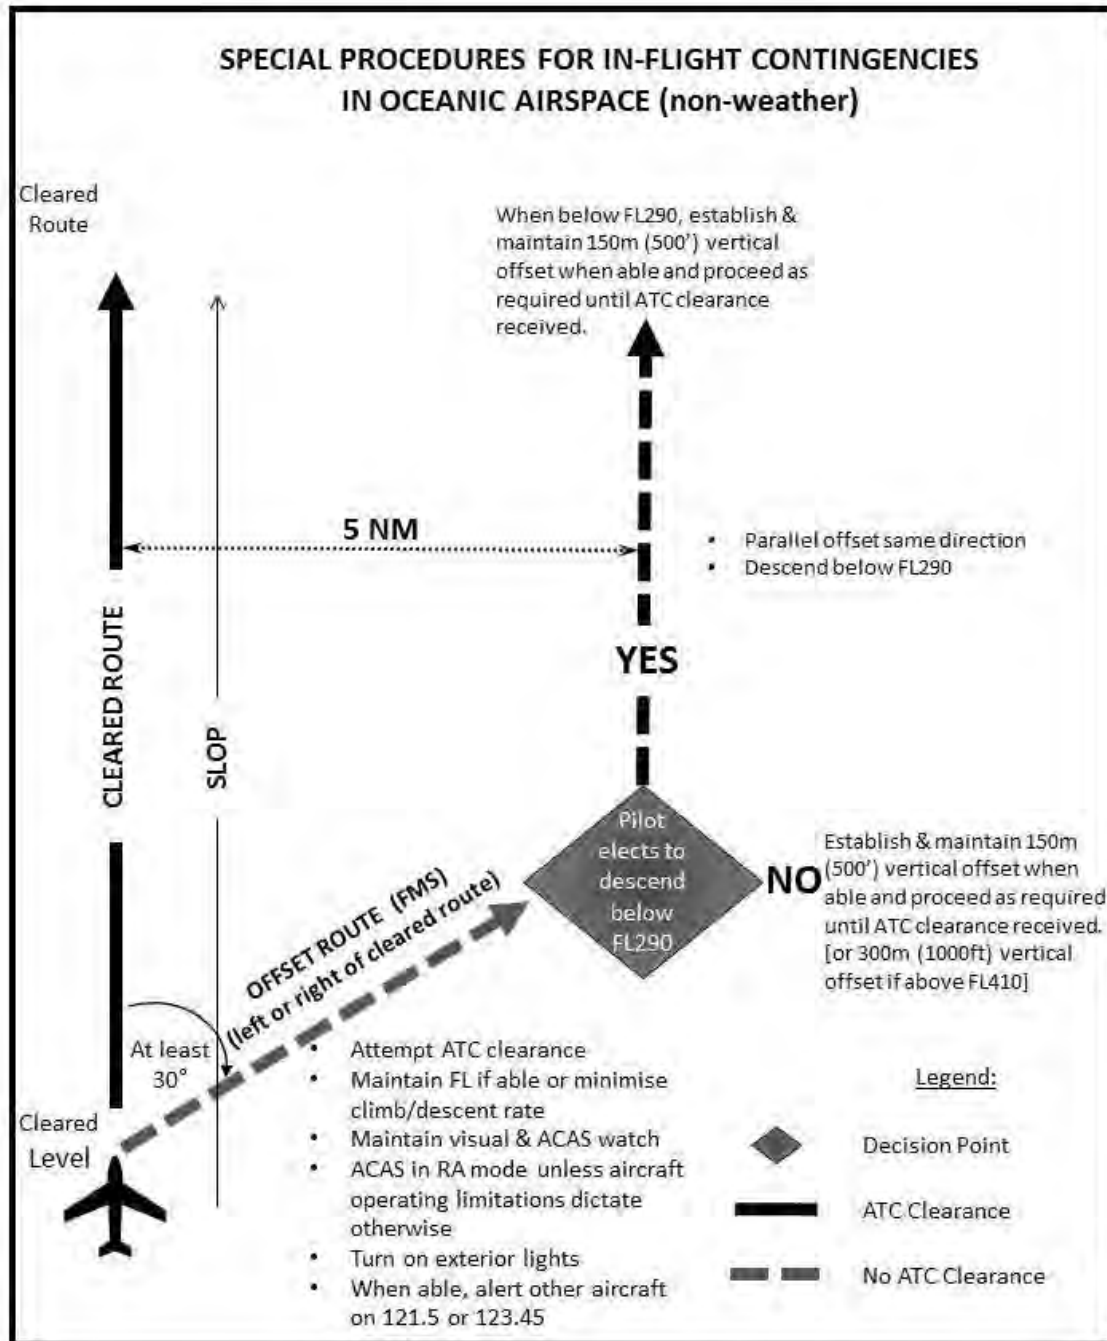 SPECIAL PROCEDURES FOR IN-FLIGHT CONTINGENCIES
IN OCEANIC AIRSPACE (non-weather)
Cleared
Route
When below FL290, establish &
maintain 150m (500') vertical
offset when able and proceed as
required until ATC clearance
received.
5 NM
• Parallel offset same direction
• Descend below FL290
CLEARED ROUTE
SLOP
YES
Pilot
elects to
descend
below
FL290
NO
Establish & maintain 150m
(500') vertical offset when
able and proceed as required
until ATC clearance received.
[or 300m (1000ft) vertical
offset if above FL410]
OFFSET ROUTE (FMS)
(left or right of cleared route)
At least
30°
Cleared
Level
• Attempt ATC clearance
• Maintain FL if able or minimise
climb/descent rate
• Maintain visual & ACAS watch
• ACAS in RA mode unless aircraft
operating limitations dictate
otherwise
• Turn on exterior lights
• When able, alert other aircraft
on 121.5 or 123.45
Legend:
Decision Point
ATC Clearance
No ATC Clearance